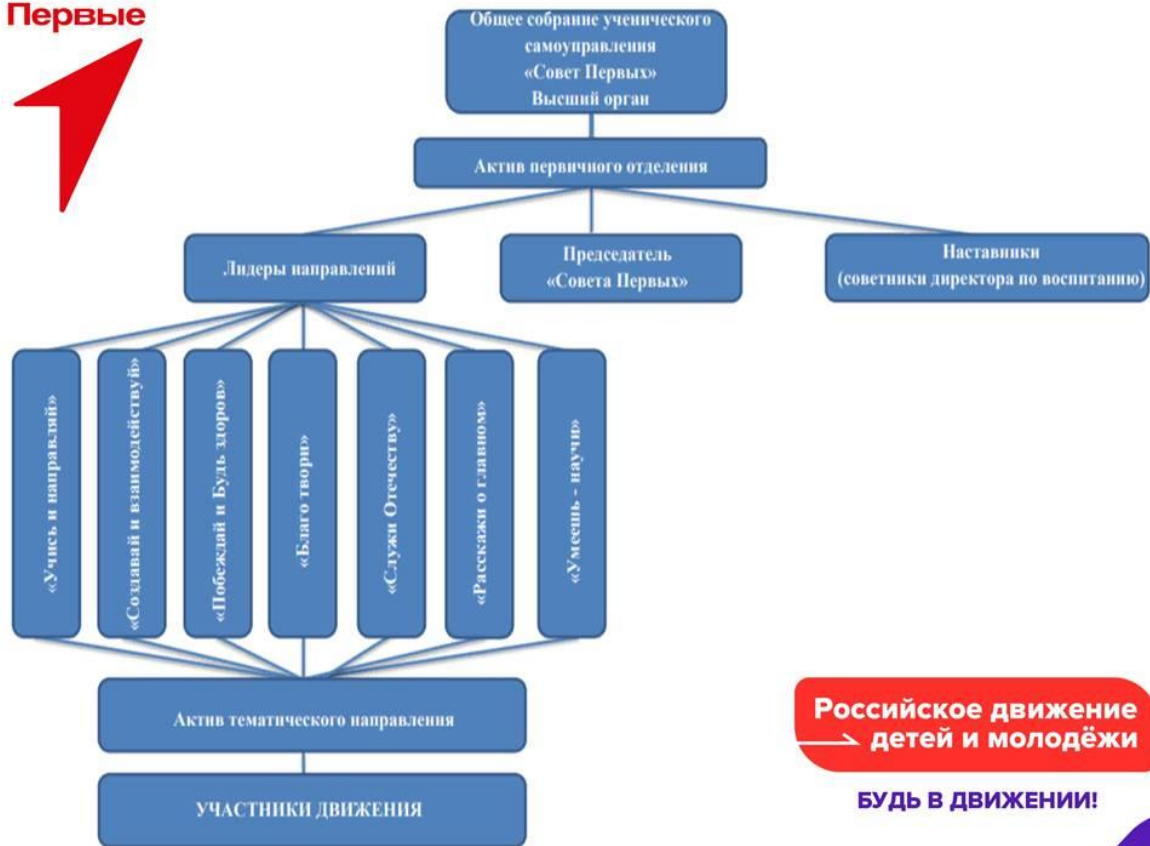 Первые
Общее собрание ученического
самоуправления
«Совет Первых»
Высший орган
Актив первичного отделения
Лидеры направлений
Председатель
«Совета Первых»
Наставники
(советники директора по воспитанию)
«Учись и направляй»
«Создавай и взаимодействуй»
«Побеждай и Будь здоров»
«Благо твори»
«Служи Отечеству»
«Расскажи о главном»
«Умеешь - научи»
Актив тематического направления
УЧАСТНИКИ ДВИЖЕНИЯ
Российское движение
детей и молодёжи
БУДЬ В ДВИЖЕНИИ!